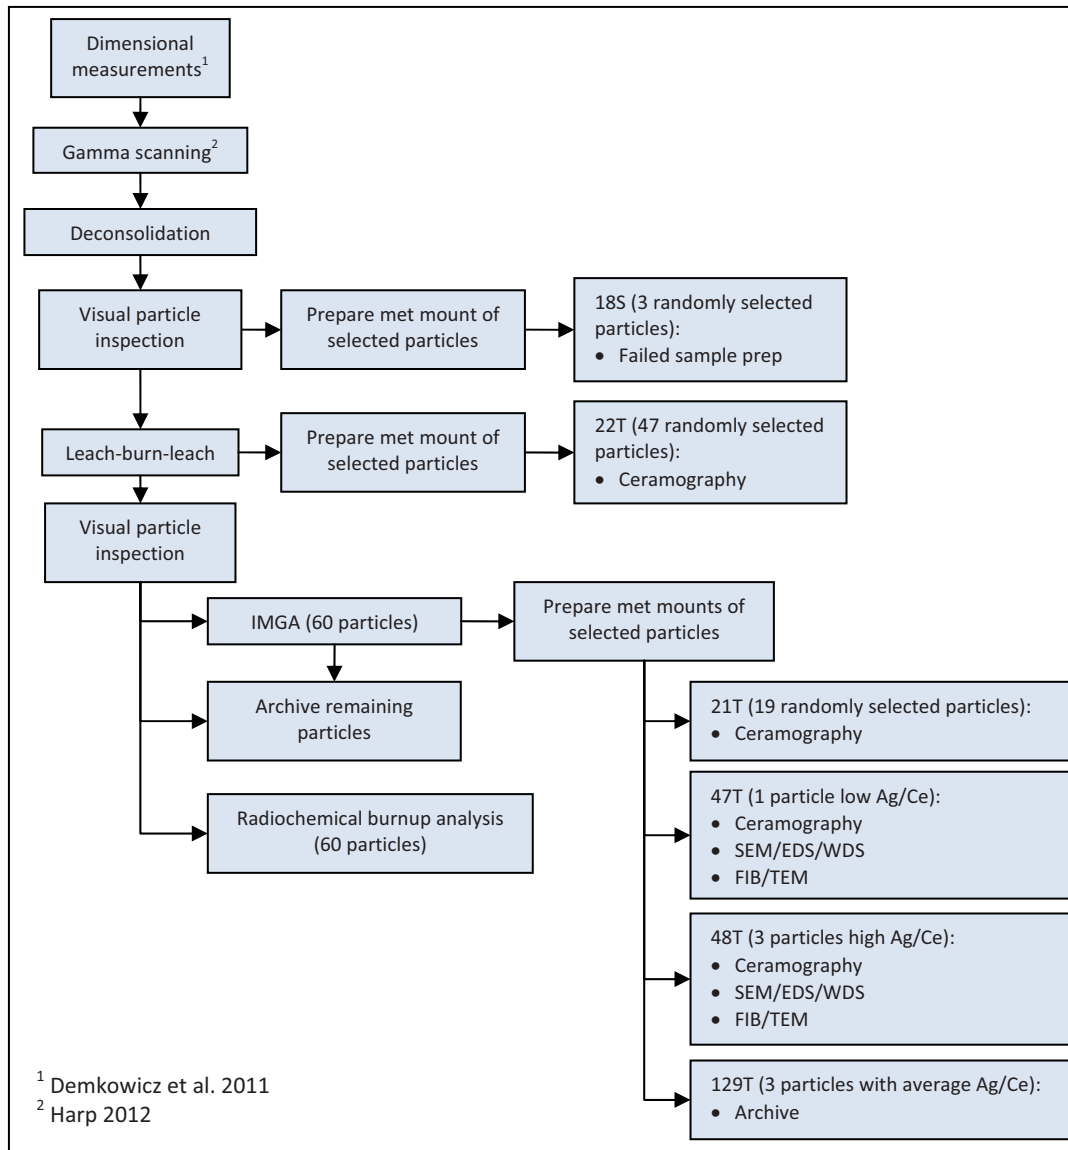 Dimensional
measurements1
Gamma scanning2
Deconsolidation
Visual particle
inspection
Prepare met mount of
selected particles
18S (3 randomly selected
particles):
• Failed sample prep
Leach-burn-leach
Prepare met mount of
selected particles
22T (47 randomly selected
particles):
• Ceramography
Visual particle
inspection
IMGA (60 particles)
Prepare met mounts of
selected particles
Archive remaining
particles
21T (19 randomly selected particles):
• Ceramography
Radiochemical burnup analysis
(60 particles)
47T (1 particle low Ag/Ce):
• Ceramography
• SEM/EDS/WDS
• FIB/TEM
48T (3 particles high Ag/Ce):
• Ceramography
• SEM/EDS/WDS
• FIB/TEM
129T (3 particles with average Ag/Ce):
• Archive
1 Demkowicz et al. 2011
2 Harp 2012